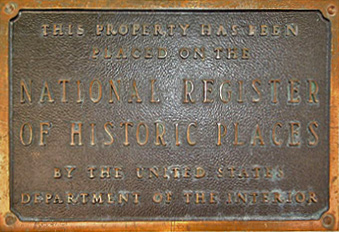 THIS PROPERTY HAS BEEN
PLACED ON THE
NATIONAL REGISTER
OF HISTORIC PLACES
BY THE UNITED STATES
DEPARTMENT OF THE INTERIOR